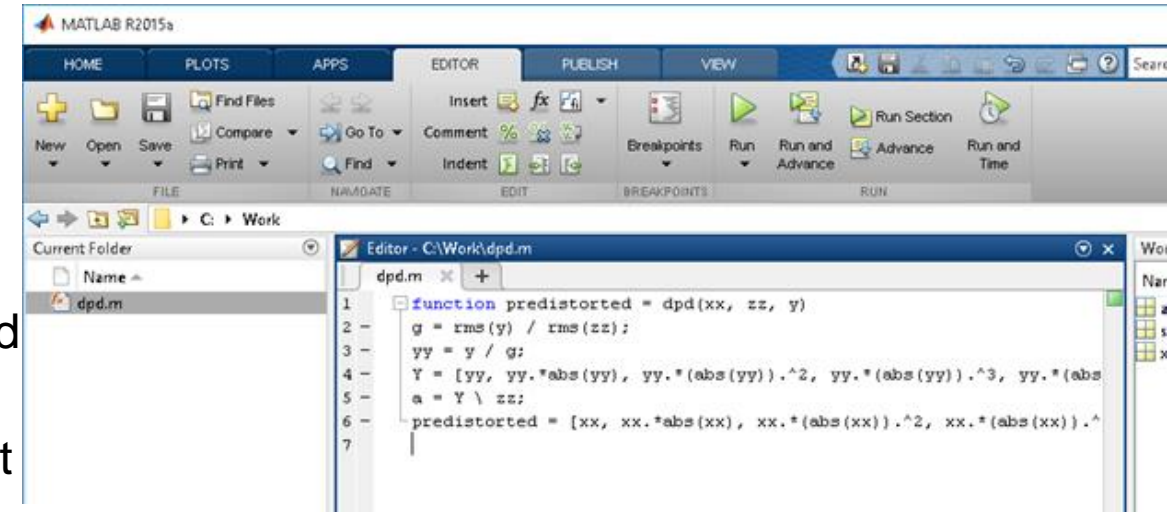 MATLAB R2015a
HOME PLOTS APPS EDITOR PUBLISH VIEW
Find Files Insert fx
Compare Go To Comment % Breakpoints Run Run and Advance Run Section Advance Run and Time
New Open Save Print Find Indent
FILE NAVIGATE EDIT BREAKPOINTS RUN
C: Work
Current Folder
Name
dpd.m
Editor - C:\Work\dpd.m
dpd.m +
1 function predistorted = dpd(xx, zz, y)
2 - g = rms(y) / rms(zz);
3 - yy = y / g;
4 - Y = [yy, yy.*abs(yy), yy.*(abs(yy)).^2, yy.*(abs(yy)).^3, yy.*(abs
5 - a = Y \ zz;
6 - predistorted = [xx, xx.*abs(xx), xx.*(abs(xx)).^2, xx.*(abs(xx)).^
7
d
t